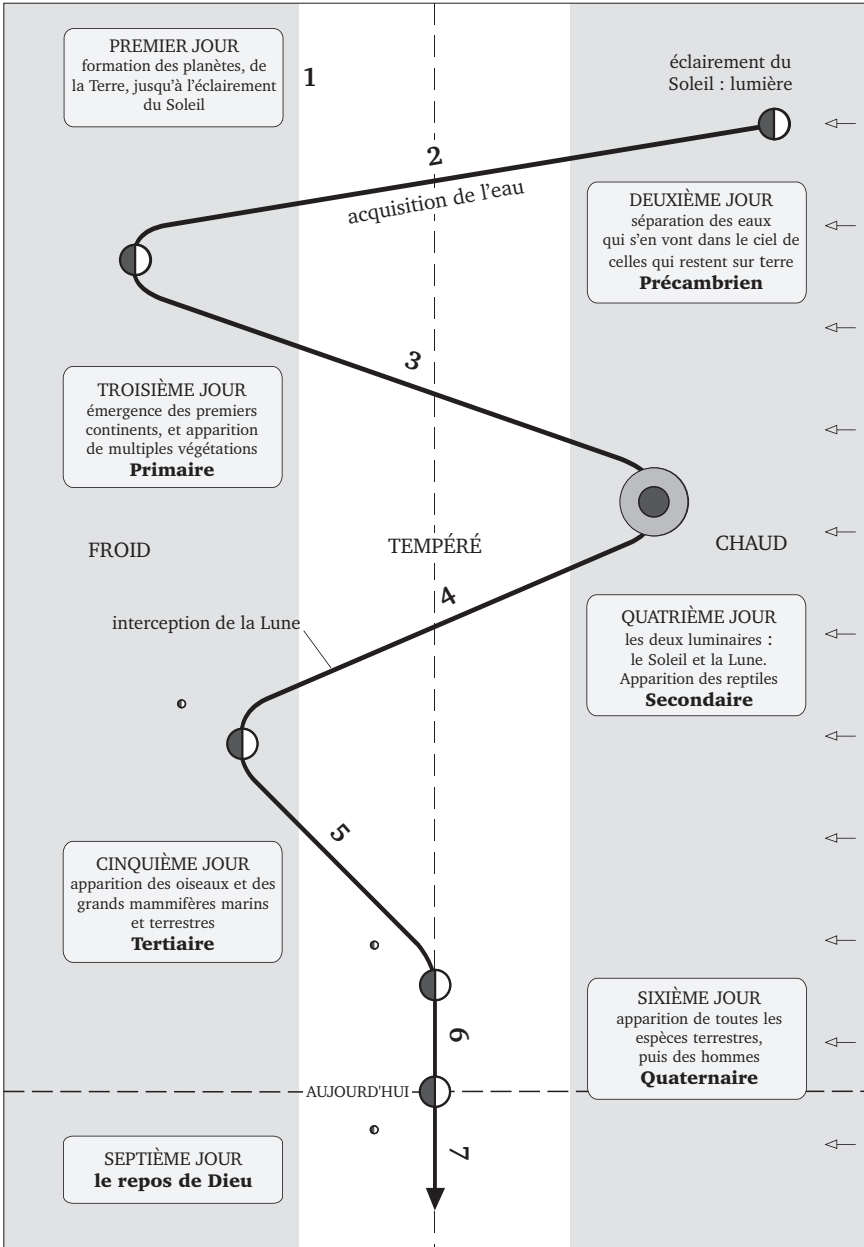 PREMIER JOUR
formation des planètes, de
la Terre, jusqu'à l'éclairement
du Soleil
1
éclairement du
Soleil : lumière
2
acquisition de l'eau
DEUXIÈME JOUR
séparation des eaux
qui s'en vont dans le ciel de
celles qui restent sur terre
Précambrien
3
TROISIÈME JOUR
émergence des premiers
continents, et apparition
de multiples végétations
Primaire
FROID
TEMPÉRÉ
CHAUD
4
interception de la Lune
QUATRIÈME JOUR
les deux luminaires :
le Soleil et la Lune.
Apparition des reptiles
Secondaire
5
CINQUIÈME JOUR
apparition des oiseaux et des
grands mammifères marins
et terrestres
Tertiaire
6
SIXIÈME JOUR
apparition de toutes les
espèces terrestres,
puis des hommes
Quaternaire
AUJOURD'HUI
7
SEPTIÈME JOUR
le repos de Dieu